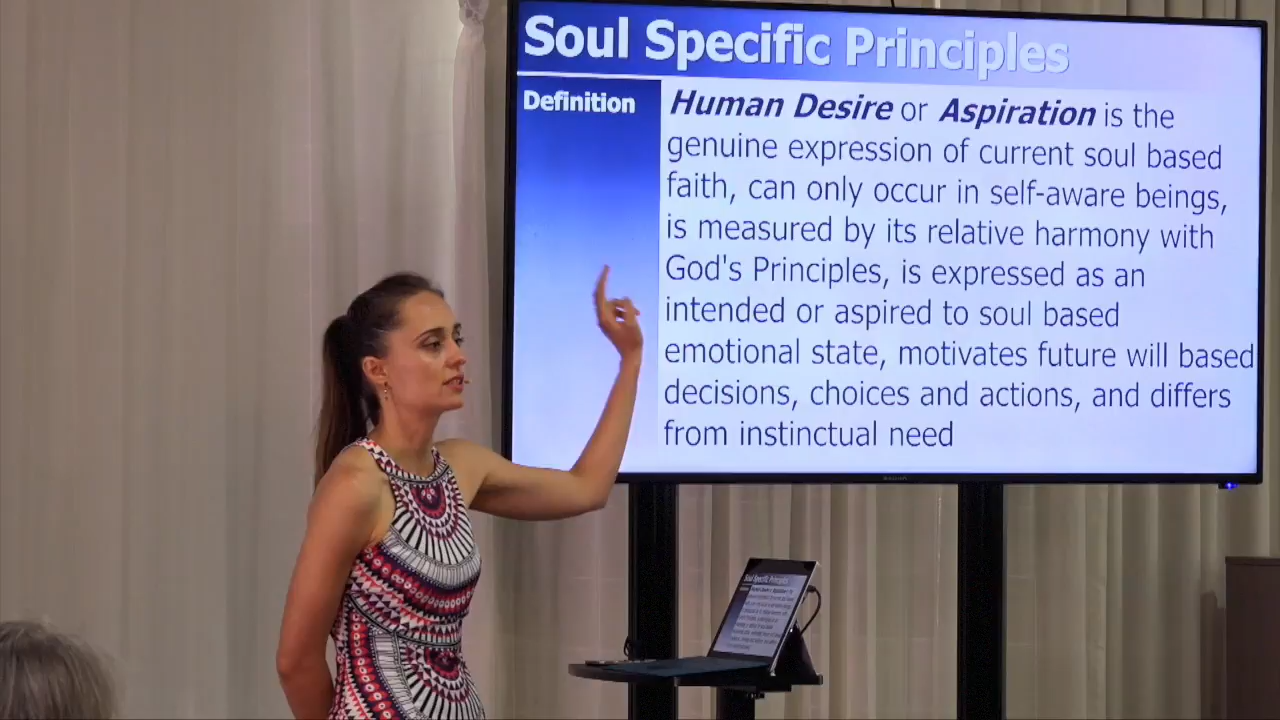 Soul Specific Principles
Definition
Human Desire or Aspiration is the
genuine expression of current soul based
faith, can only occur in self-aware beings,
is measured by its relative harmony with
God's Principles, is expressed as an
intended or aspired to soul based
emotional state, motivates future will based
decisions, choices and actions, and differs
from instinctual need
Soul Specific Principles